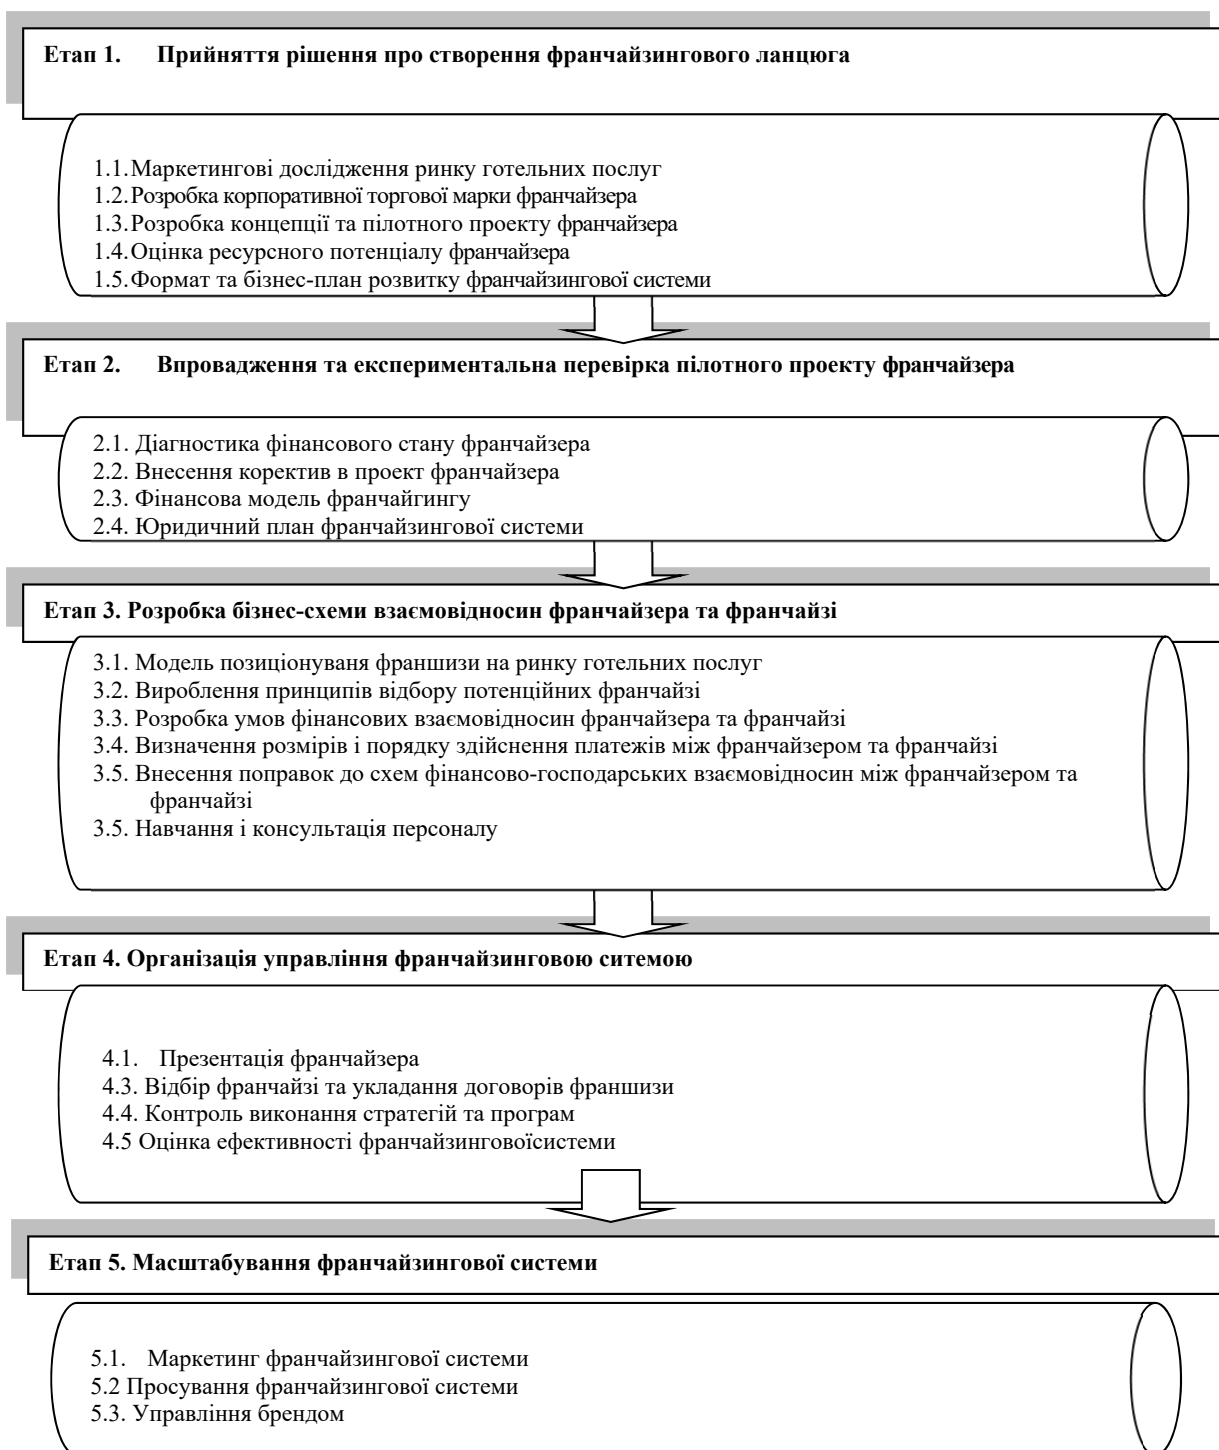 Етап 1. Прийняття рішення про створення франчайзингового ланцюга
1.1.Маркетингові дослідження ринку готельних послуг
1.2.Розробка корпоративної торгової марки франчайзера
1.3.Розробка концепції та пілотного проекту франчайзера
1.4.Оцінка ресурсного потенціалу франчайзера
1.5.Формат та бізнес-план розвитку франчайзингової системи
Етап 2. Впровадження та експериментальна перевірка пілотного проекту франчайзера
2.1. Діагностика фінансового стану франчайзера
2.2. Внесення коректив в проект франчайзера
2.3. Фінансова модель франчайгингу
2.4. Юридичний план франчайзингової системи
Етап 3. Розробка бізнес-схеми взаємовідносин франчайзера та франчайзі
3.1. Модель позиціонуваня франшизи на ринку готельних послуг
3.2. Вироблення принципів відбору потенційних франчайзі
3.3. Розробка умов фінансових взаємовідносин франчайзера та франчайзі
3.4. Визначення розмірів і порядку здійснення платежів між франчайзером та франчайзі
3.5. Внесення поправок до схем фінансово-господарських взаємовідносин між франчайзером та
франчайзі
3.5. Навчання і консультація персоналу
Етап 4. Організація управління франчайзинговою ситемою
4.1. Презентація франчайзера
4.3. Відбір франчайзі та укладання договорів франшизи
4.4. Контроль виконання стратегій та програм
4.5 Оцінка ефективності франчайзинговоїсистеми
Етап 5. Масштабування франчайзингової системи
5.1. Маркетинг франчайзингової системи
5.2 Просування франчайзингової системи
5.3. Управління брендом